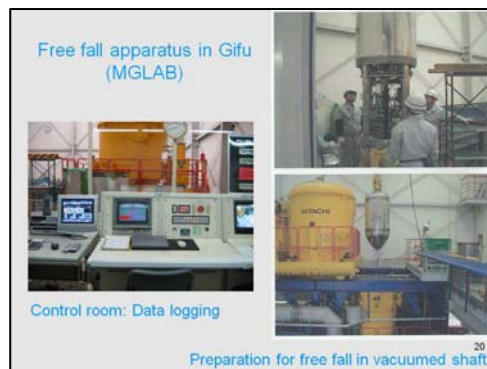 Free fall apparatus in Gifu
(MGLAB)
HITACHI
Control room: Data logging
20
Preparation for free fall in vacuumed shaft